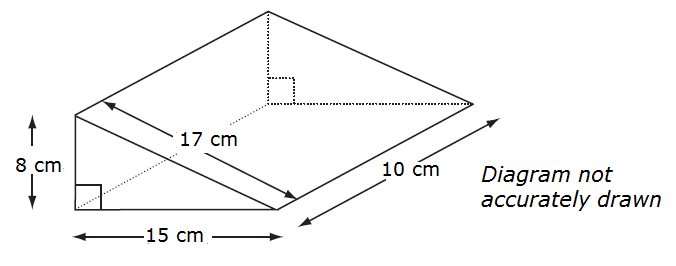 17 cm
8 cm
10 cm
Diagram not
accurately drawn
15 cm